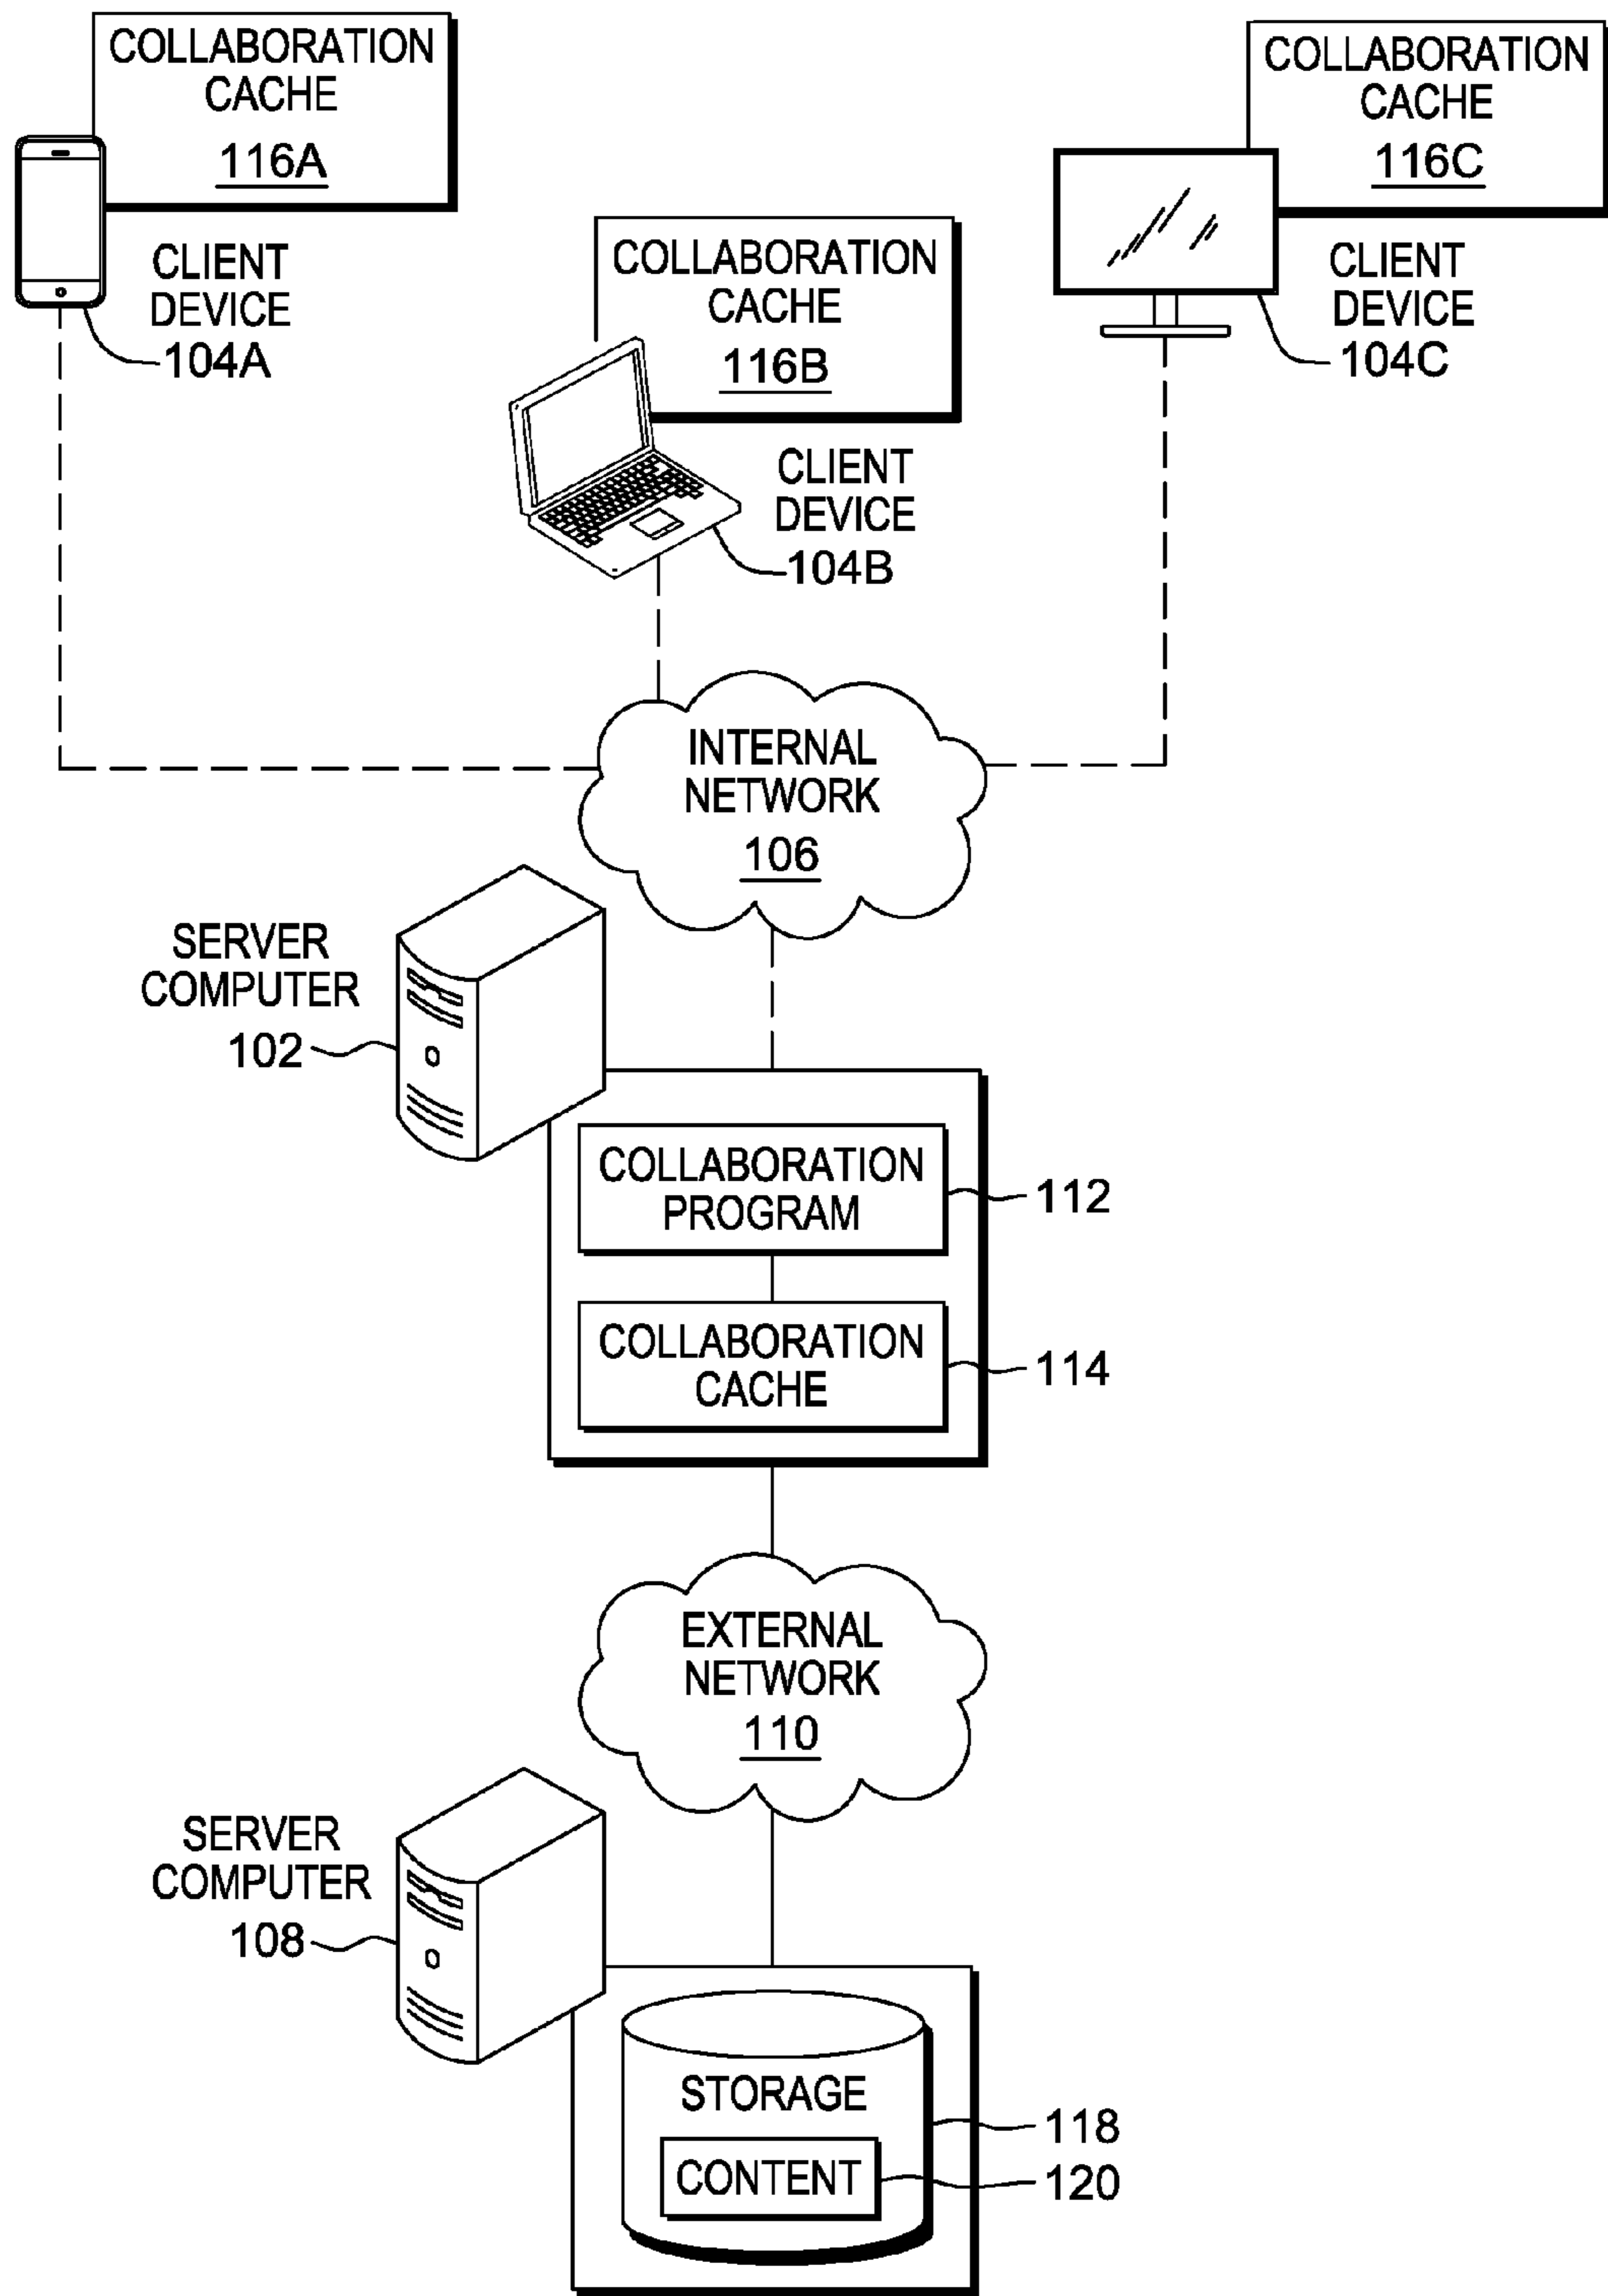 COLLABORATION
CACHE
116A
CLIENT
DEVICE
104A
COLLABORATION
CACHE
116B
CLIENT
DEVICE
104B
COLLABORATION
CACHE
116C
CLIENT
DEVICE
104C
INTERNAL
NETWORK
106
SERVER
COMPUTER
102
COLLABORATION
PROGRAM
112
COLLABORATION
CACHE
114
EXTERNAL
NETWORK
110
SERVER
COMPUTER
108
STORAGE
118
CONTENT
120